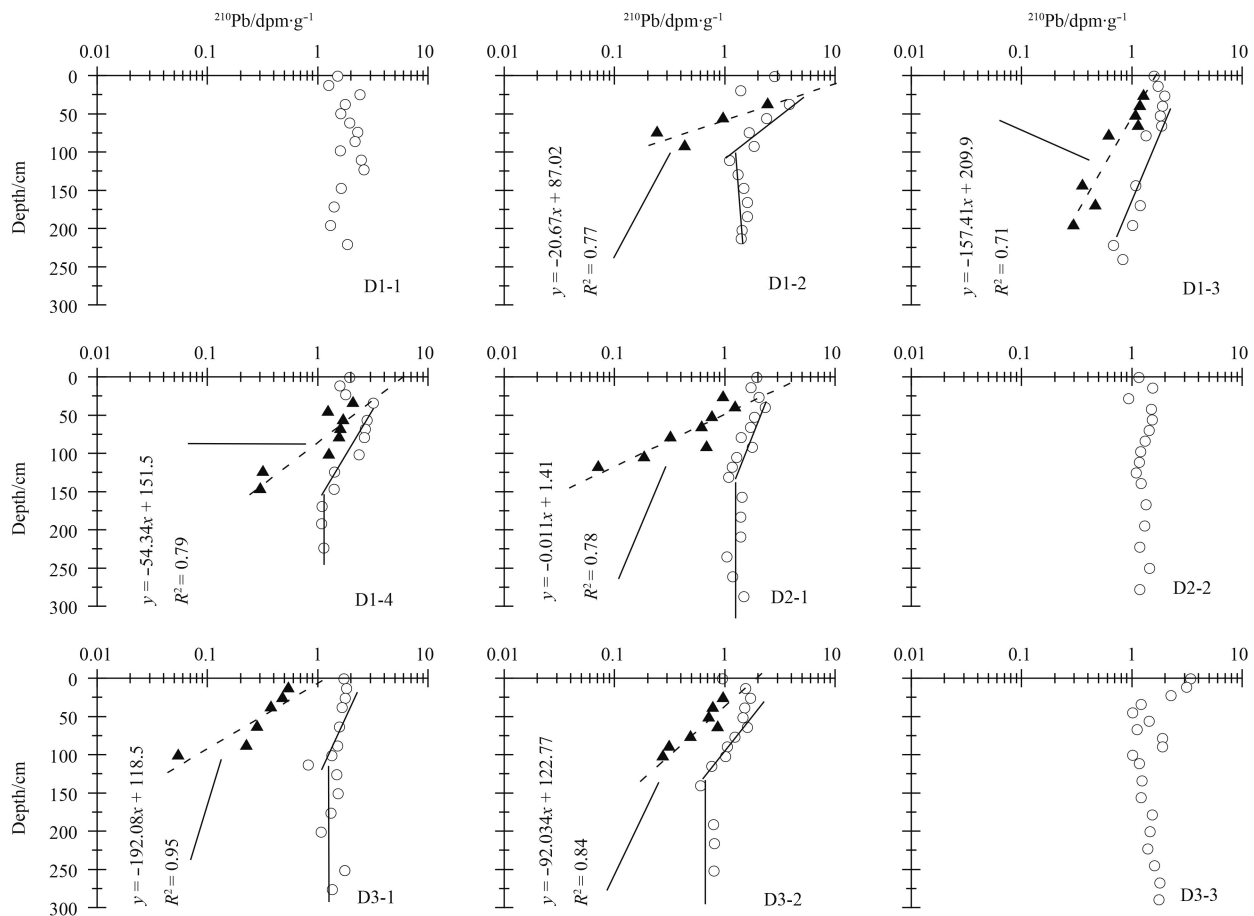 ²¹⁰Pb/dpm·g⁻¹ ²¹⁰Pb/dpm·g⁻¹ ²¹⁰Pb/dpm·g⁻¹
0.01 0.1 1 10 0.01 0.1 1 10 0.01 0.1 1 10
0
50
100
150
200
250
300
Depth/cm
D1-1
y = -20.67x + 87.02
R² = 0.77
D1-2
y = -157.41x + 209.9
R² = 0.71
D1-3
0.01 0.1 1 10 0.01 0.1 1 10 0.01 0.1 1 10
0
50
100
150
200
250
300
Depth/cm
y = -54.34x + 151.5
R² = 0.79
D1-4
y = -0.011x + 1.41
R² = 0.78
D2-1
D2-2
0.01 0.1 1 10 0.01 0.1 1 10 0.01 0.1 1 10
0
50
100
150
200
250
300
Depth/cm
y = -192.08x + 118.5
R² = 0.95
D3-1
y = -92.034x + 122.77
R² = 0.84
D3-2
D3-3